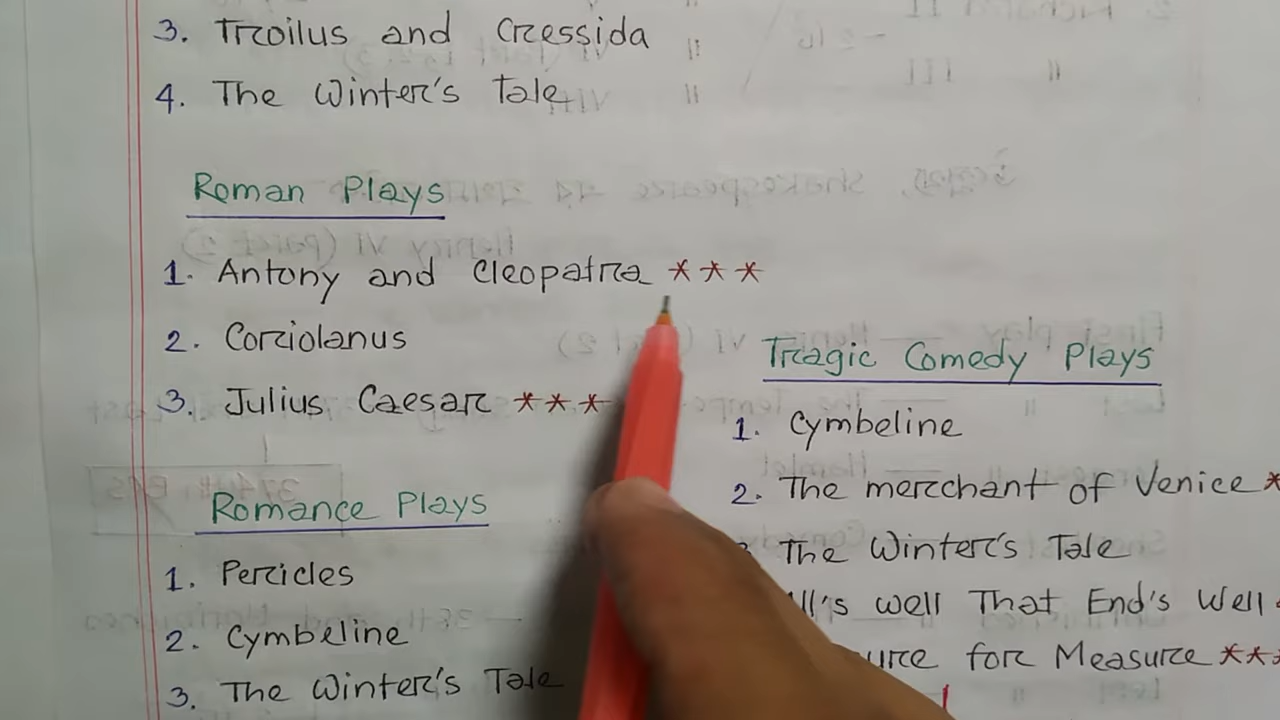 3. Troilus and Cressida "
4. The Winter's Tale "
Roman Plays
1. Antony and Cleopatra ***
2. Coriolanus
3. Julius Caesar ***
Romance Plays
1. Pericles
2. Cymbeline
3. The Winter's Tale
Tragic Comedy Plays
1. Cymbeline
2. The merchant of Venice *
The Winter's Tale
well That End's Well
for Measure ***